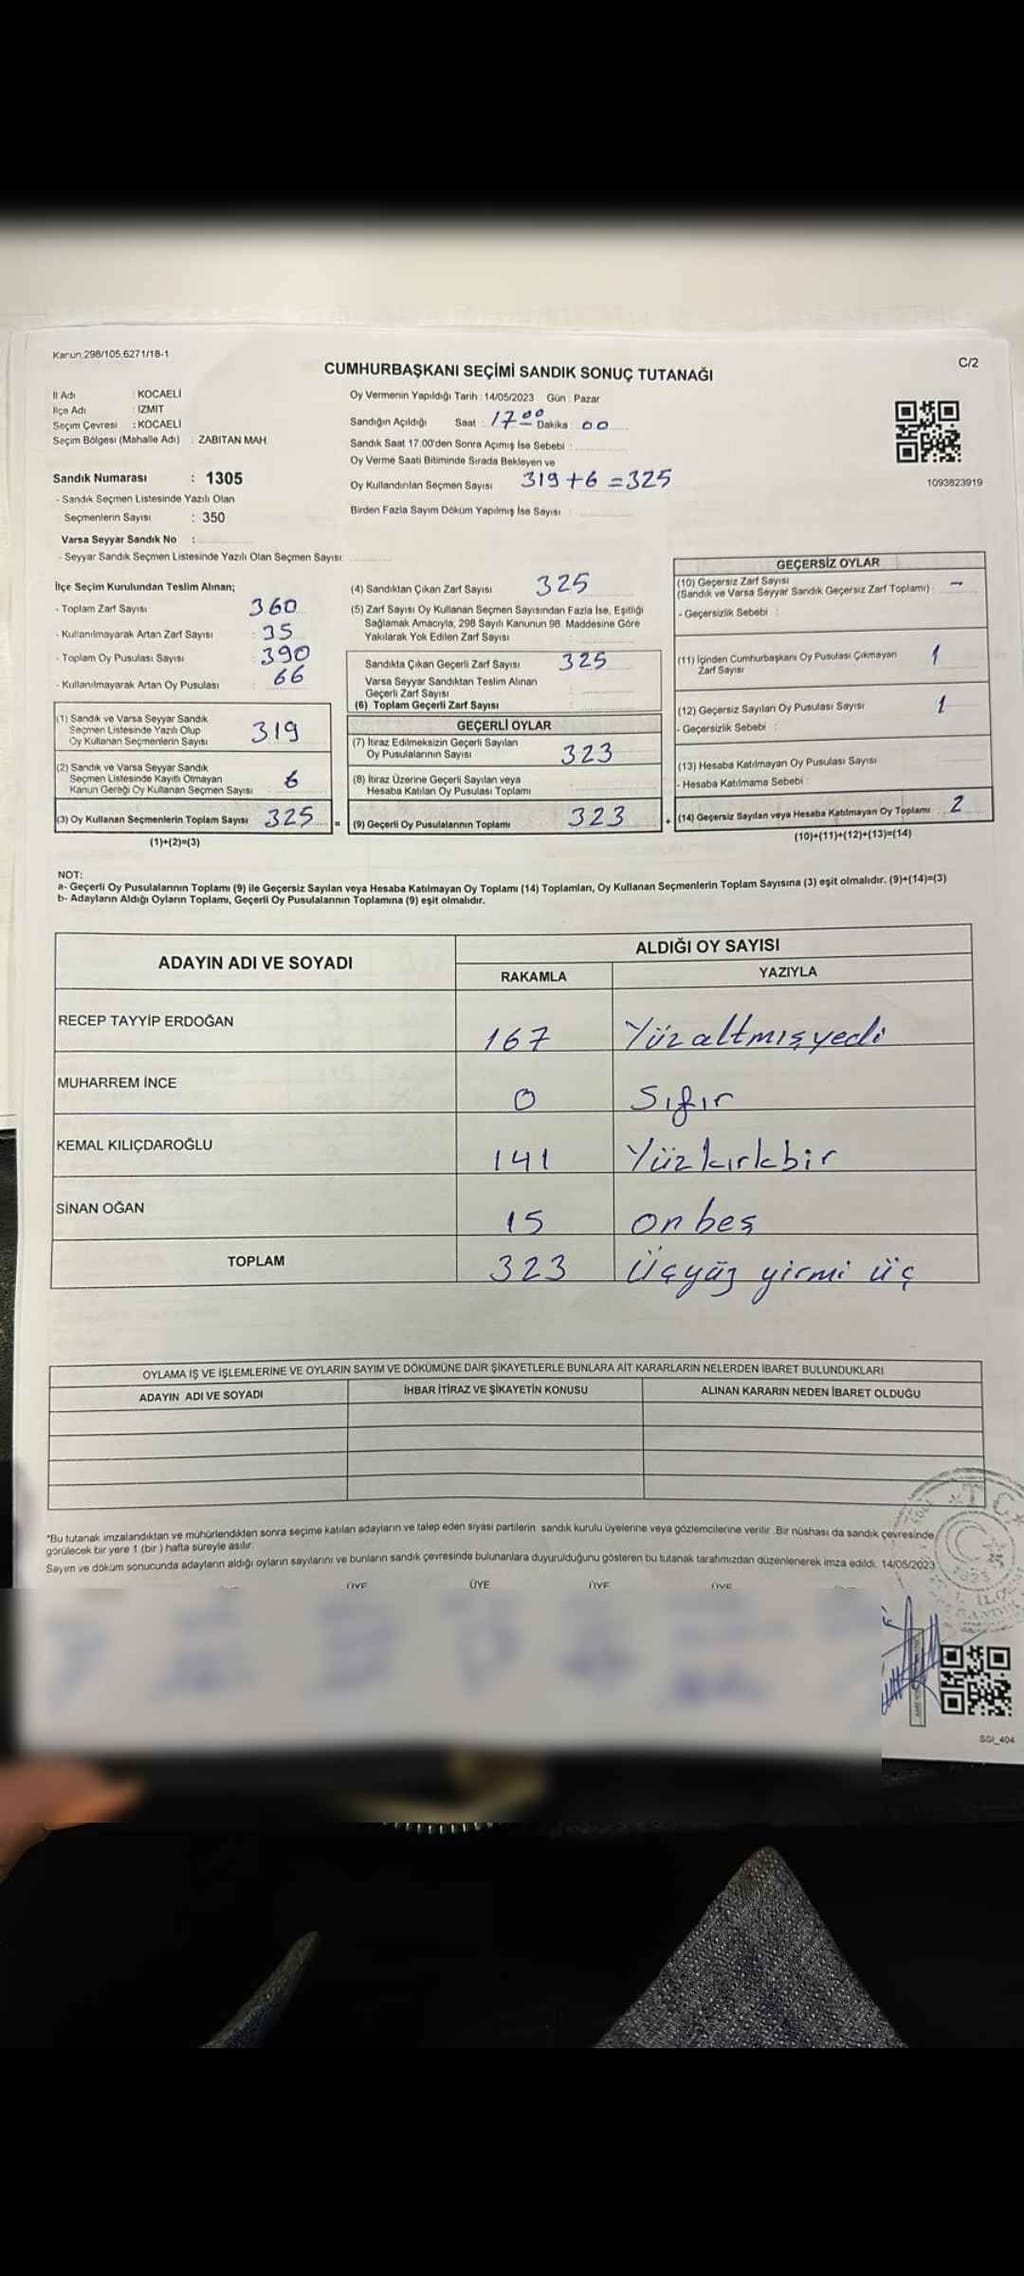 Kanun 298/105,6271/18-1
C/2
CUMHURBAŞKANI SEÇİMİ SANDIK SONUÇ TUTANAĞI
İl Adı : KOCAELİ
İlçe Adı : İZMİT
Seçim Çevresi : KOCAELİ
Seçim Bölgesi (Mahalle Adı) : ZABITAN MAH.
Sandık Numarası : 1305
- Sandık Seçmen Listesinde Yazılı Olan
Seçmenlerin Sayısı : 350
Varsa Seyyar Sandık No :
- Seyyar Sandık Seçmen Listesinde Yazılı Olan Seçmen Sayısı:
Oy Vermenin Yapıldığı Tarih : 14/05/2023 Gün : Pazar
Sandığın Açıldığı Saat : 17 00 Dakika : 00
Sandık Saat 17.00'den Sonra Açımış İse Sebebi :
Oy Verme Saati Bitiminde Sırada Bekleyen ve
Oy Kullandırılan Seçmen Sayısı 319 + 6 = 325
Birden Fazla Sayım Döküm Yapılmış İse Sayısı :
1093823919
İlçe Seçim Kurulundan Teslim Alınan;
- Toplam Zarf Sayısı 360
- Kullanılmayarak Artan Zarf Sayısı : 35
- Toplam Oy Pusulası Sayısı : 390
- Kullanılmayarak Artan Oy Pusulası : 66
(1) Sandık ve Varsa Seyyar Sandık
Seçmen Listesinde Yazılı Olup
Oy Kullanan Seçmenlerin Sayısı 319
(2) Sandık ve Varsa Seyyar Sandık
Seçmen Listesinde Kayıtlı Olmayan
Kanun Gereği Oy Kullanan Seçmen Sayısı 6
(3) Oy Kullanan Seçmenlerin Toplam Sayısı 325 =
(1)+(2)=(3)
(4) Sandıktan Çıkan Zarf Sayısı 325
(5) Zarf Sayısı Oy Kullanan Seçmen Sayısından Fazla İse, Eşitliği
Sağlamak Amacıyla, 298 Sayılı Kanunun 98. Maddesine Göre
Yakılarak Yok Edilen Zarf Sayısı
Sandıkta Çıkan Geçerli Zarf Sayısı 325
Varsa Seyyar Sandıktan Teslim Alınan
Geçerli Zarf Sayısı
(6) Toplam Geçerli Zarf Sayısı
GEÇERLİ OYLAR
(7) İtiraz Edilmeksizin Geçerli Sayılan
Oy Pusulalarının Sayısı 323
(8) İtiraz Üzerine Geçerli Sayılan veya
Hesaba Katılan Oy Pusulası Toplamı
(9) Geçerli Oy Pusulalarının Toplamı 323 +
GEÇERSİZ OYLAR
(10) Geçersiz Zarf Sayısı
(Sandık ve Varsa Seyyar Sandık Geçersiz Zarf Toplamı) : -
- Geçersizlik Sebebi :
(11) İçinden Cumhurbaşkanı Oy Pusulası Çıkmayan
Zarf Sayısı 1
(12) Geçersiz Sayılan Oy Pusulası Sayısı 1
- Geçersizlik Sebebi :
(13) Hesaba Katılmayan Oy Pusulası Sayısı
- Hesaba Katılmama Sebebi :
(14) Geçersiz Sayılan veya Hesaba Katılmayan Oy Toplamı 2
(10)+(11)+(12)+(13)=(14)
NOT:
a- Geçerli Oy Pusulalarının Toplamı (9) ile Geçersiz Sayılan veya Hesaba Katılmayan Oy Toplamı (14) Toplamları, Oy Kullanan Seçmenlerin Toplam Sayısına (3) eşit olmalıdır. (9)+(14)=(3)
b- Adayların Aldığı Oyların Toplamı, Geçerli Oy Pusulalarının Toplamına (9) eşit olmalıdır.
ADAYIN ADI VE SOYADI
ALDIĞI OY SAYISI
RAKAMLA YAZIYLA
RECEP TAYYİP ERDOĞAN 167 Yüzaltmışyedi
MUHARREM İNCE 0 Sıfır
KEMAL KILIÇDAROĞLU 141 Yüzkırkbir
SİNAN OĞAN 15 onbeş
TOPLAM 323 Üçyüz yirmi üç
OYLAMA İŞ VE İŞLEMLERİNE VE OYLARIN SAYIM VE DÖKÜMÜNE DAİR ŞİKAYETLERLE BUNLARA AİT KARARLARIN NELERDEN İBARET BULUNDUKLARI
ADAYIN ADI VE SOYADI İHBAR İTİRAZ VE ŞİKAYETİN KONUSU ALINAN KARARIN NEDEN İBARET OLDUĞU
*Bu tutanak imzalandıktan ve mühürlendikten sonra seçime katılan adayların ve talep eden siyasi partilerin sandık kurulu üyelerine veya gözlemcilerine verilir. Bir nüshası da sandık çevresinde
görülecek bir yere 1 (bir ) hafta süreyle asılır.
Sayım ve döküm sonucunda adayların aldığı oyların sayılarını ve bunların sandık çevresinde bulunanlara duyurulduğunu gösteren bu tutanak tarafımızdan düzenlenerek imza edildi. 14/05/2023
T.C.
ÜYE ÜYE ÜYE ÜYE
SSI_404